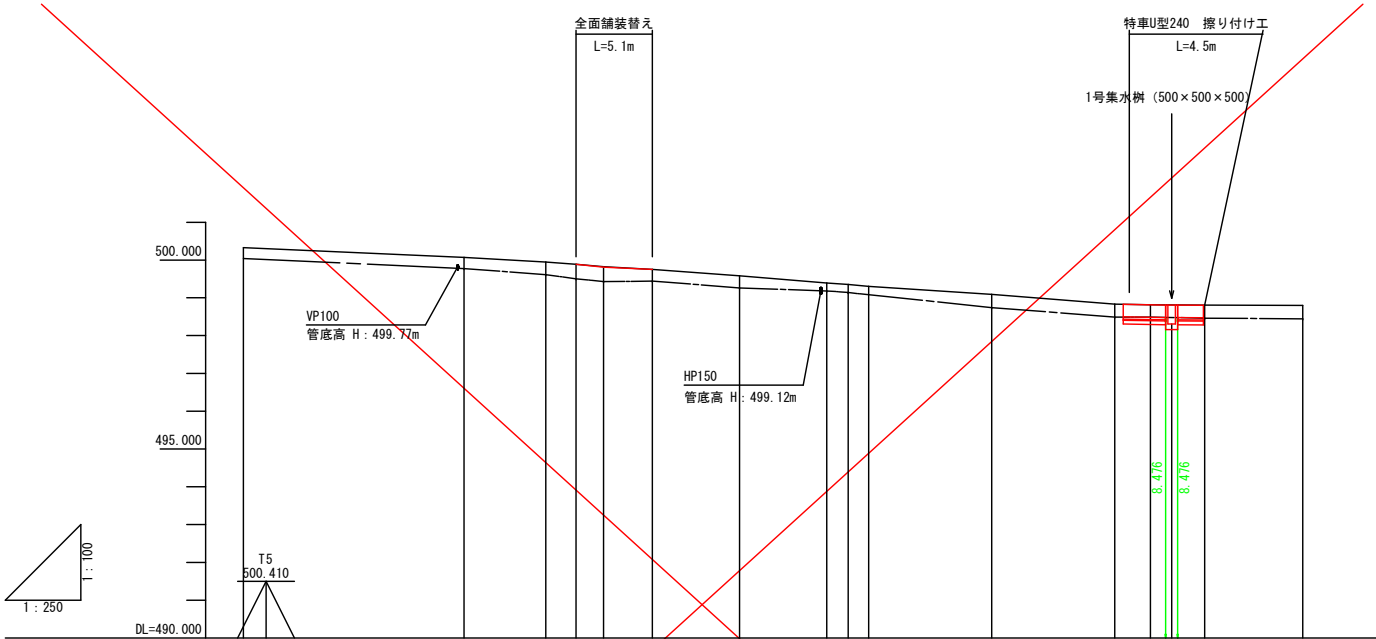 全面舗装替え
L=5.1m
特車U型240 擦り付け工
L=4.5m
1号集水桝 (500×500×500)
500.000
VP100
管底高 H：499.77m
HP150
管底高 H：499.12m
495.000
8.476
8.476
1：100
1：250
T5
500.410
DL=490.000